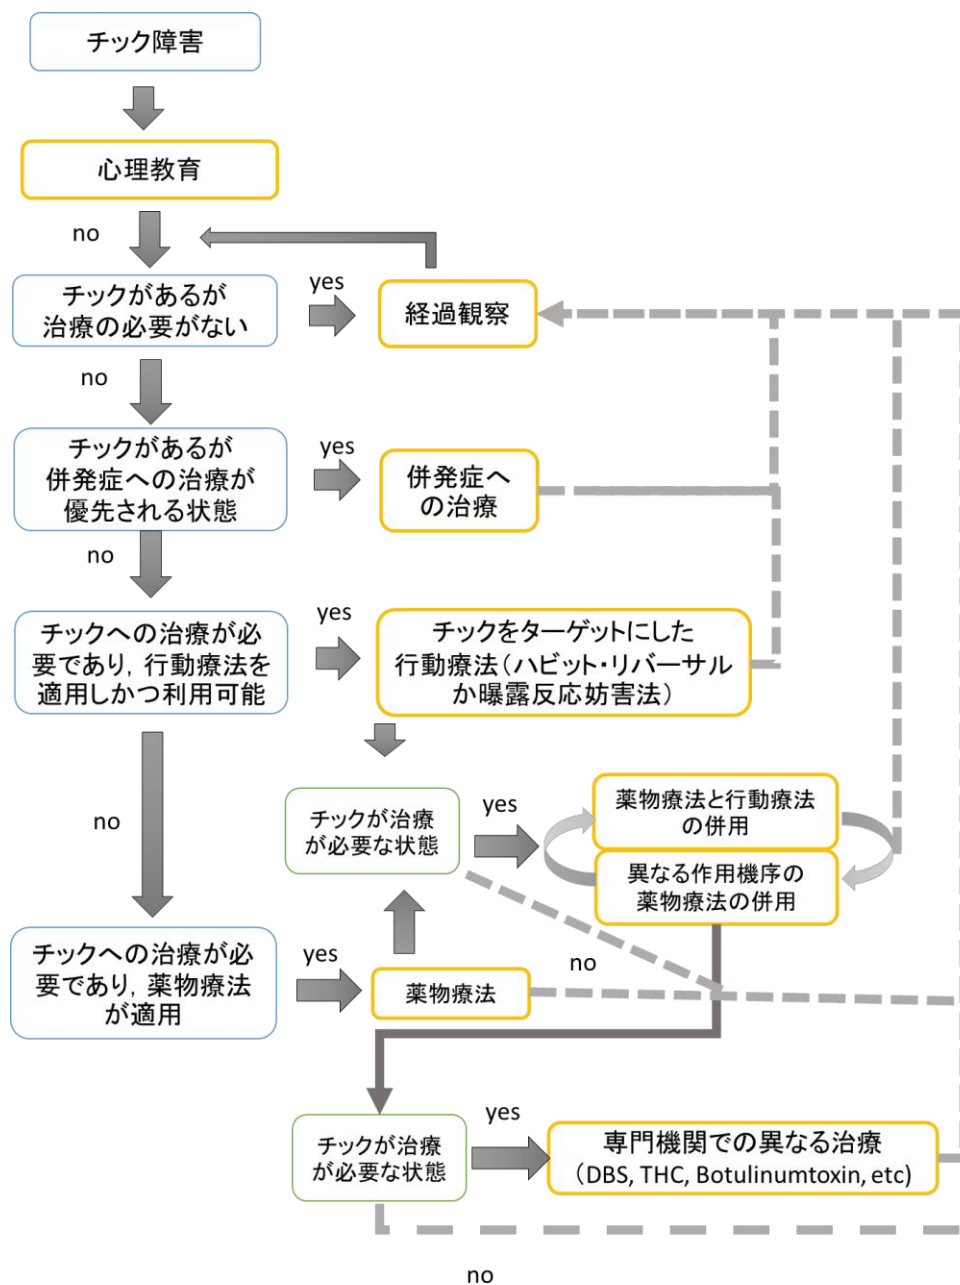 チック障害
心理教育
no
チックがあるが
治療の必要がない
yes
経過観察
no
チックがあるが
併発症への治療が
優先される状態
yes
併発症へ
の治療
no
チックへの治療が必
要であり,行動療法を
適用しかつ利用可能
yes
チックをターゲットにした
行動療法(ハビット・リバーサル
か曝露反応妨害法)
no
チックが治療
が必要な状態
yes
薬物療法と行動療法
の併用
異なる作用機序の
薬物療法の併用
no
チックへの治療が必
要であり,薬物療法
が適用
yes
薬物療法
チックが治療
が必要な状態
yes
専門機関での異なる治療
(DBS, THC, Botulinumtoxin, etc)
no